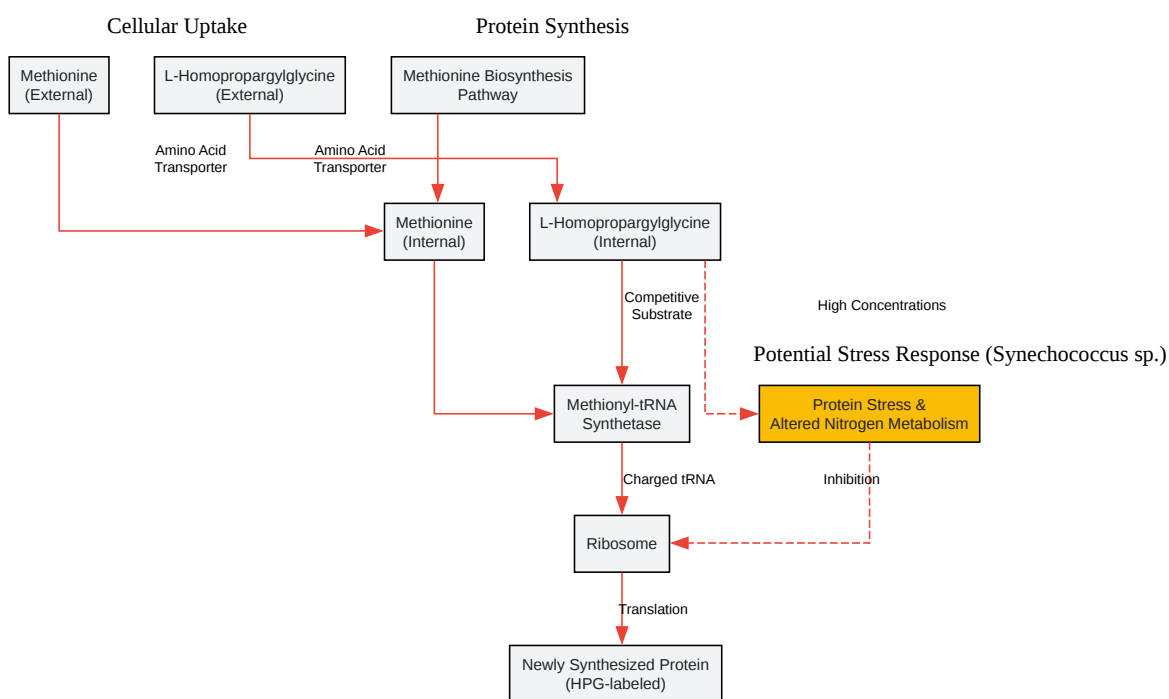 Cellular Uptake
Protein Synthesis
Methionine
(External)
L-Homopropargylglycine
(External)
Methionine Biosynthesis
Pathway
Amino Acid
Transporter
Amino Acid
Transporter
Methionine
(Internal)
L-Homopropargylglycine
(Internal)
Competitive
Substrate
High Concentrations
Potential Stress Response (Synechococcus sp.)
Methionyl-tRNA
Synthetase
Protein Stress &
Altered Nitrogen Metabolism
Charged tRNA
Inhibition
Ribosome
Translation
Newly Synthesized Protein
(HPG-labeled)